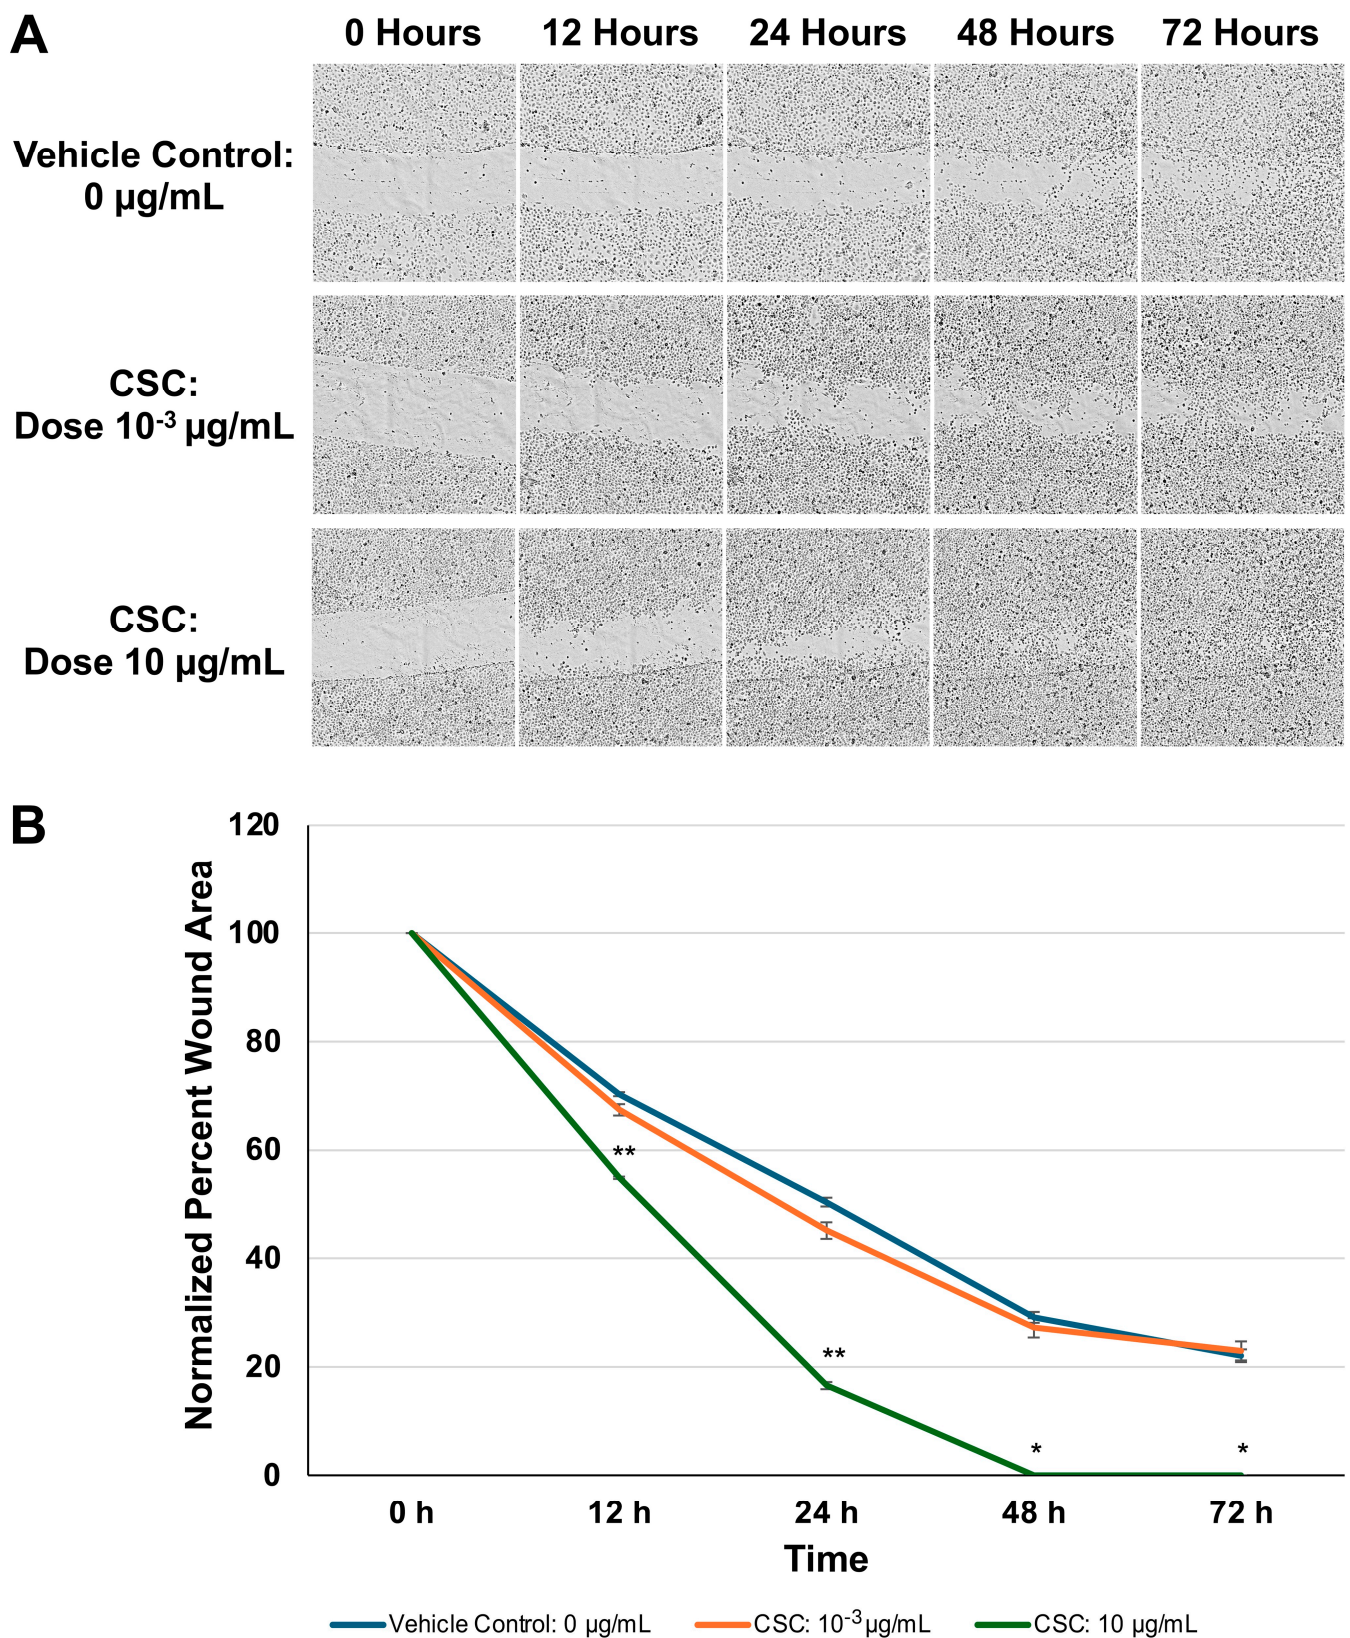 A
0 Hours 12 Hours 24 Hours 48 Hours 72 Hours
Vehicle Control:
0 µg/mL
CSC:
Dose 10⁻³ µg/mL
CSC:
Dose 10 µg/mL
B
Normalized Percent Wound Area
120
100
80
60
40
20
0
**
**
*
*
0 h 12 h 24 h 48 h 72 h
Time
Vehicle Control: 0 µg/mL CSC: 10⁻³ µg/mL CSC: 10 µg/mL